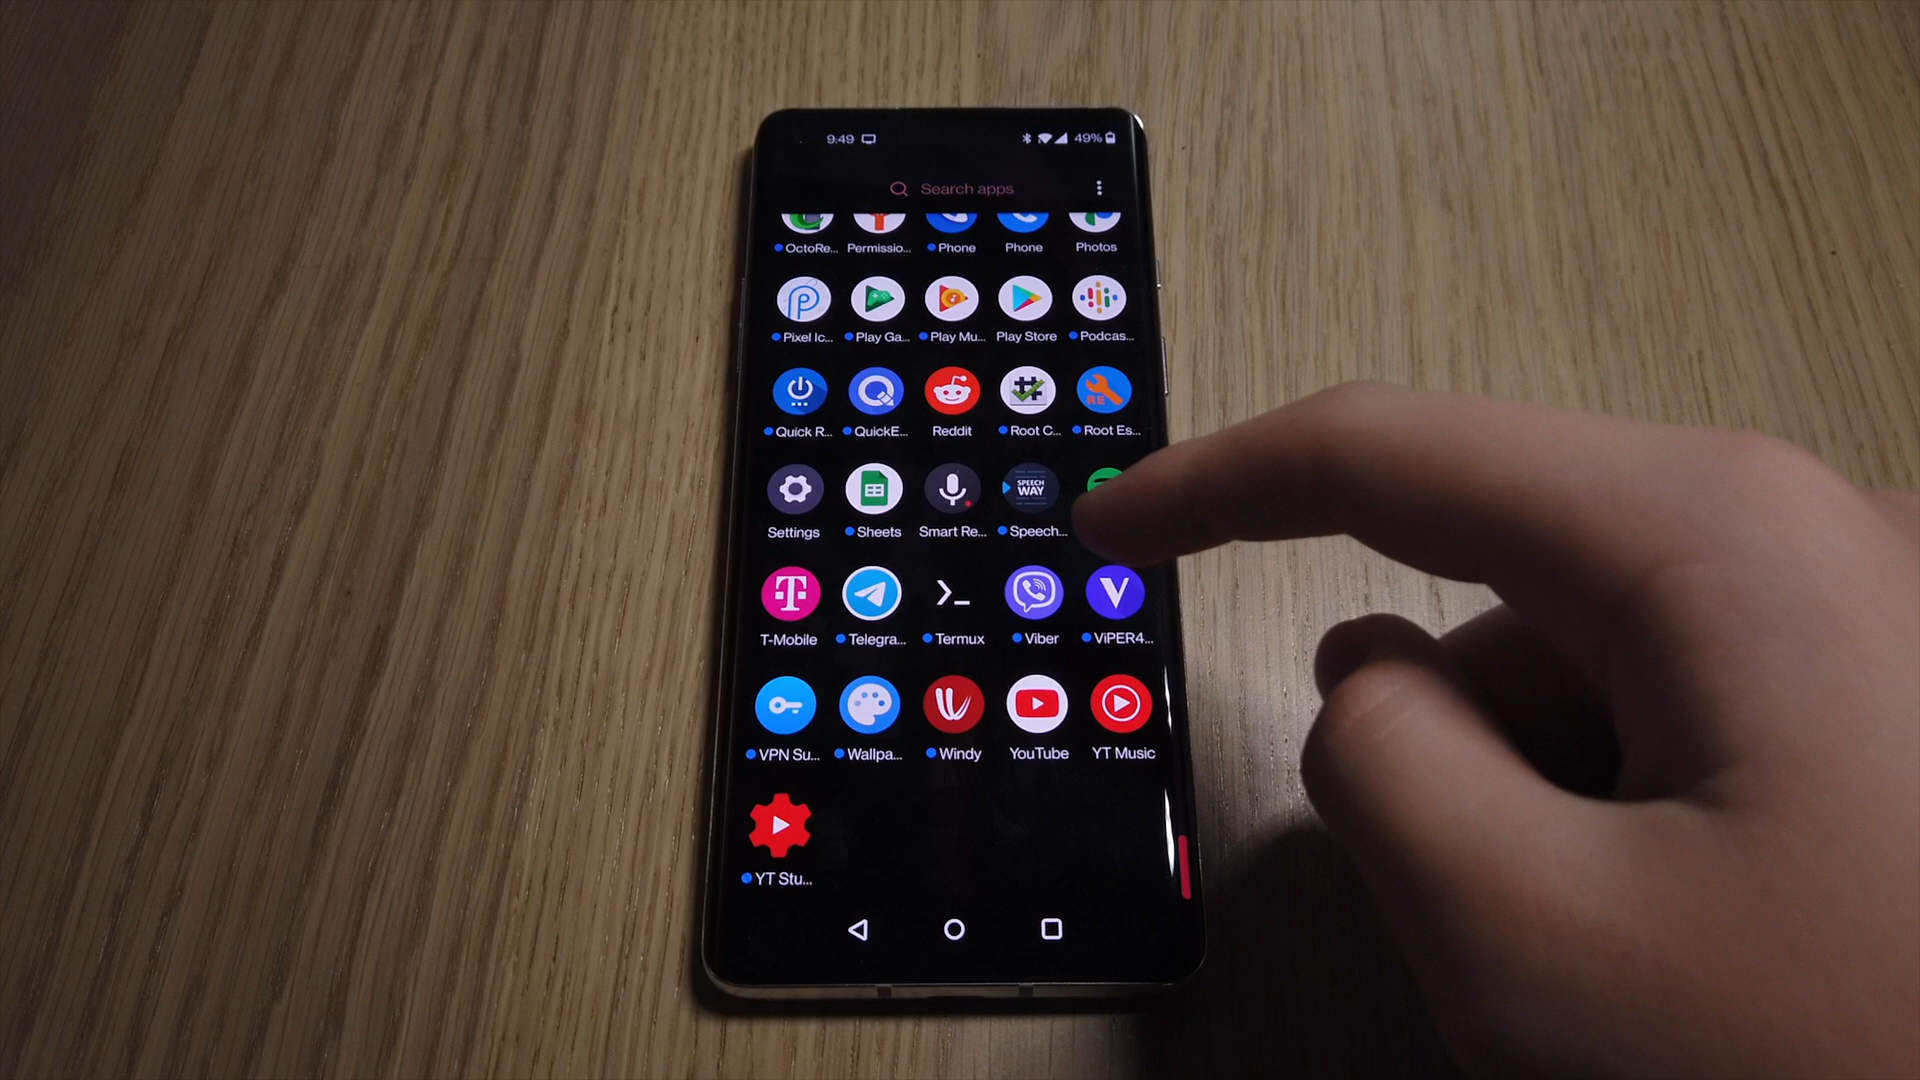 9:49 49%
Search apps
OctoRe... Permissio... Phone Phone Photos
Pixel Ic... Play Ga... Play Mu... Play Store Podcas...
Quick R... QuickE... Reddit Root C... Root Es...
RE
SPEECH
WAY
Settings Sheets Smart Re... Speech...
T
V
T-Mobile Telegra... Termux Viber ViPER4...
VPN Su... Wallpa... Windy YouTube YT Music
YT Stu...